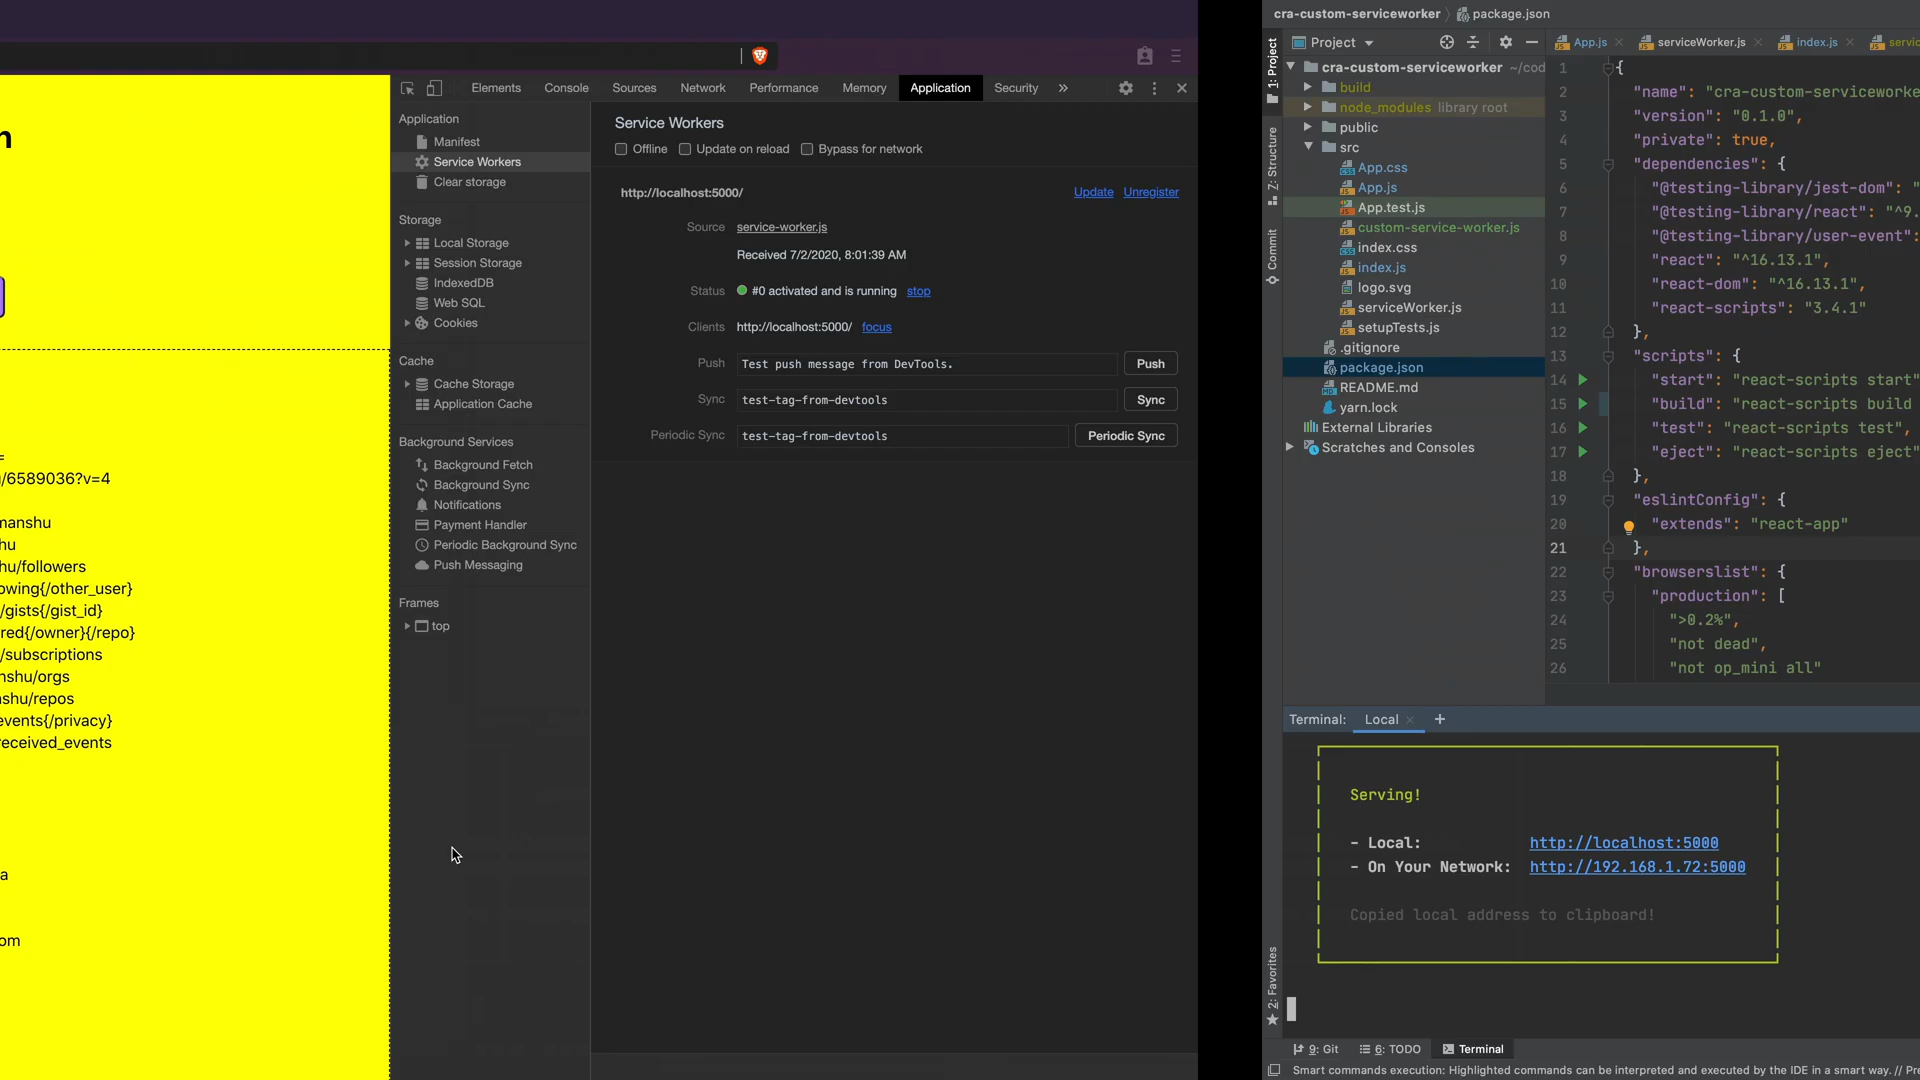 n
=
/6589036?v=4
manshu
hu
hu/followers
owing{/other_user}
/gists{/gist_id}
red{/owner}{/repo}
/subscriptions
nshu/orgs
shu/repos
events{/privacy}
received_events
a
om
Elements Console Sources Network Performance Memory Application Security »
Application
Manifest
Service Workers
Clear storage
Storage
Local Storage
Session Storage
IndexedDB
Web SQL
Cookies
Cache
Cache Storage
Application Cache
Background Services
Background Fetch
Background Sync
Notifications
Payment Handler
Periodic Background Sync
Push Messaging
Frames
top
Service Workers
Offline Update on reload Bypass for network
http://localhost:5000/ Update Unregister
Source service-worker.js
Received 7/2/2020, 8:01:39 AM
Status #0 activated and is running stop
Clients http://localhost:5000/ focus
Push Test push message from DevTools. Push
Sync test-tag-from-devtools Sync
Periodic Sync test-tag-from-devtools Periodic Sync
cra-custom-serviceworker package.json
1: Project
Z: Structure
Commit
2: Favorites
Project
cra-custom-serviceworker ~/cod
build
node_modules library root
public
src
App.css
App.js
App.test.js
custom-service-worker.js
index.css
index.js
logo.svg
serviceWorker.js
setupTests.js
.gitignore
package.json
README.md
yarn.lock
External Libraries
Scratches and Consoles
App.js serviceWorker.js index.js servic
1 {
2 "name": "cra-custom-serviceworke
3 "version": "0.1.0",
4 "private": true,
5 "dependencies": {
6 "@testing-library/jest-dom": "
7 "@testing-library/react": "^9.
8 "@testing-library/user-event":
9 "react": "^16.13.1",
10 "react-dom": "^16.13.1",
11 "react-scripts": "3.4.1"
12 },
13 "scripts": {
14 "start": "react-scripts start"
15 "build": "react-scripts build
16 "test": "react-scripts test",
17 "eject": "react-scripts eject"
18 },
19 "eslintConfig": {
20 "extends": "react-app"
21 },
22 "browserslist": {
23 "production": [
24 ">0.2%",
25 "not dead",
26 "not op_mini all"
Terminal: Local +
Serving!
- Local: http://localhost:5000
- On Your Network: http://192.168.1.72:5000
Copied local address to clipboard!
9: Git 6: TODO Terminal
Smart commands execution: Highlighted commands can be interpreted and executed by the IDE in a smart way. // Pre